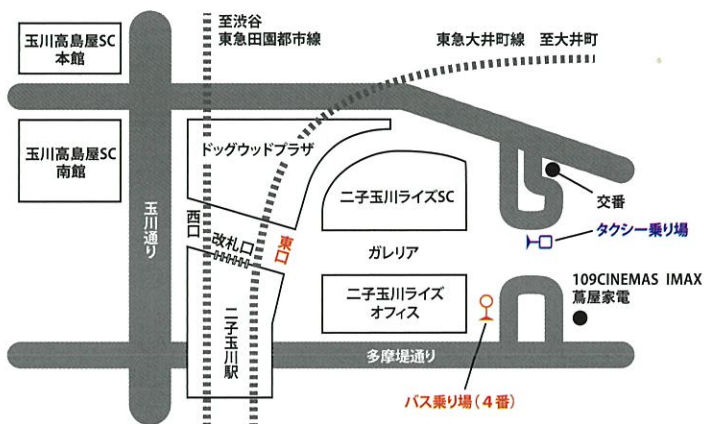 至渋谷
東急田園都市線
東急大井町線 至大井町
玉川高島屋SC
本館
玉川高島屋SC
南館
ドッグウッドプラザ
玉川通り
西口
改札口
東口
二子玉川ライズSC
ガレリア
二子玉川ライズ
オフィス
二子玉川駅
交番
タクシー乗り場
109CINEMAS IMAX
蔦屋家電
多摩堤通り
バス乗り場(4番)